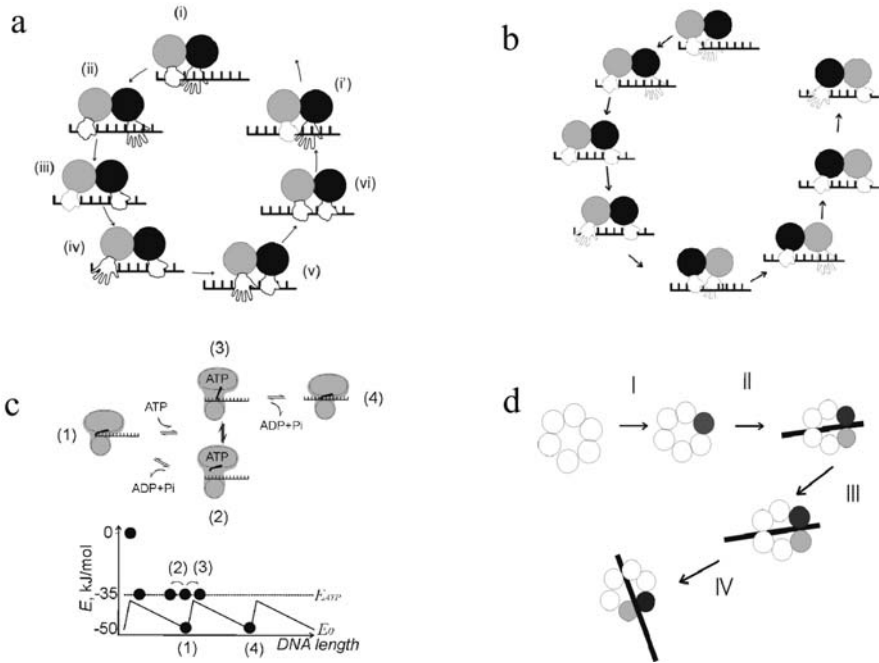 a
(i)
(ii)
(iii)
(iv)
(v)
(vi)
(i')
b
c
(1)
ATP
ADP+Pi
(3)
ATP
ATP
(2)
ADP+Pi
(4)
E, kJ/mol
0
-35
-50
(2)
(3)
E_ATP
E0
(1)
(4)
DNA length
d
I
II
III
IV